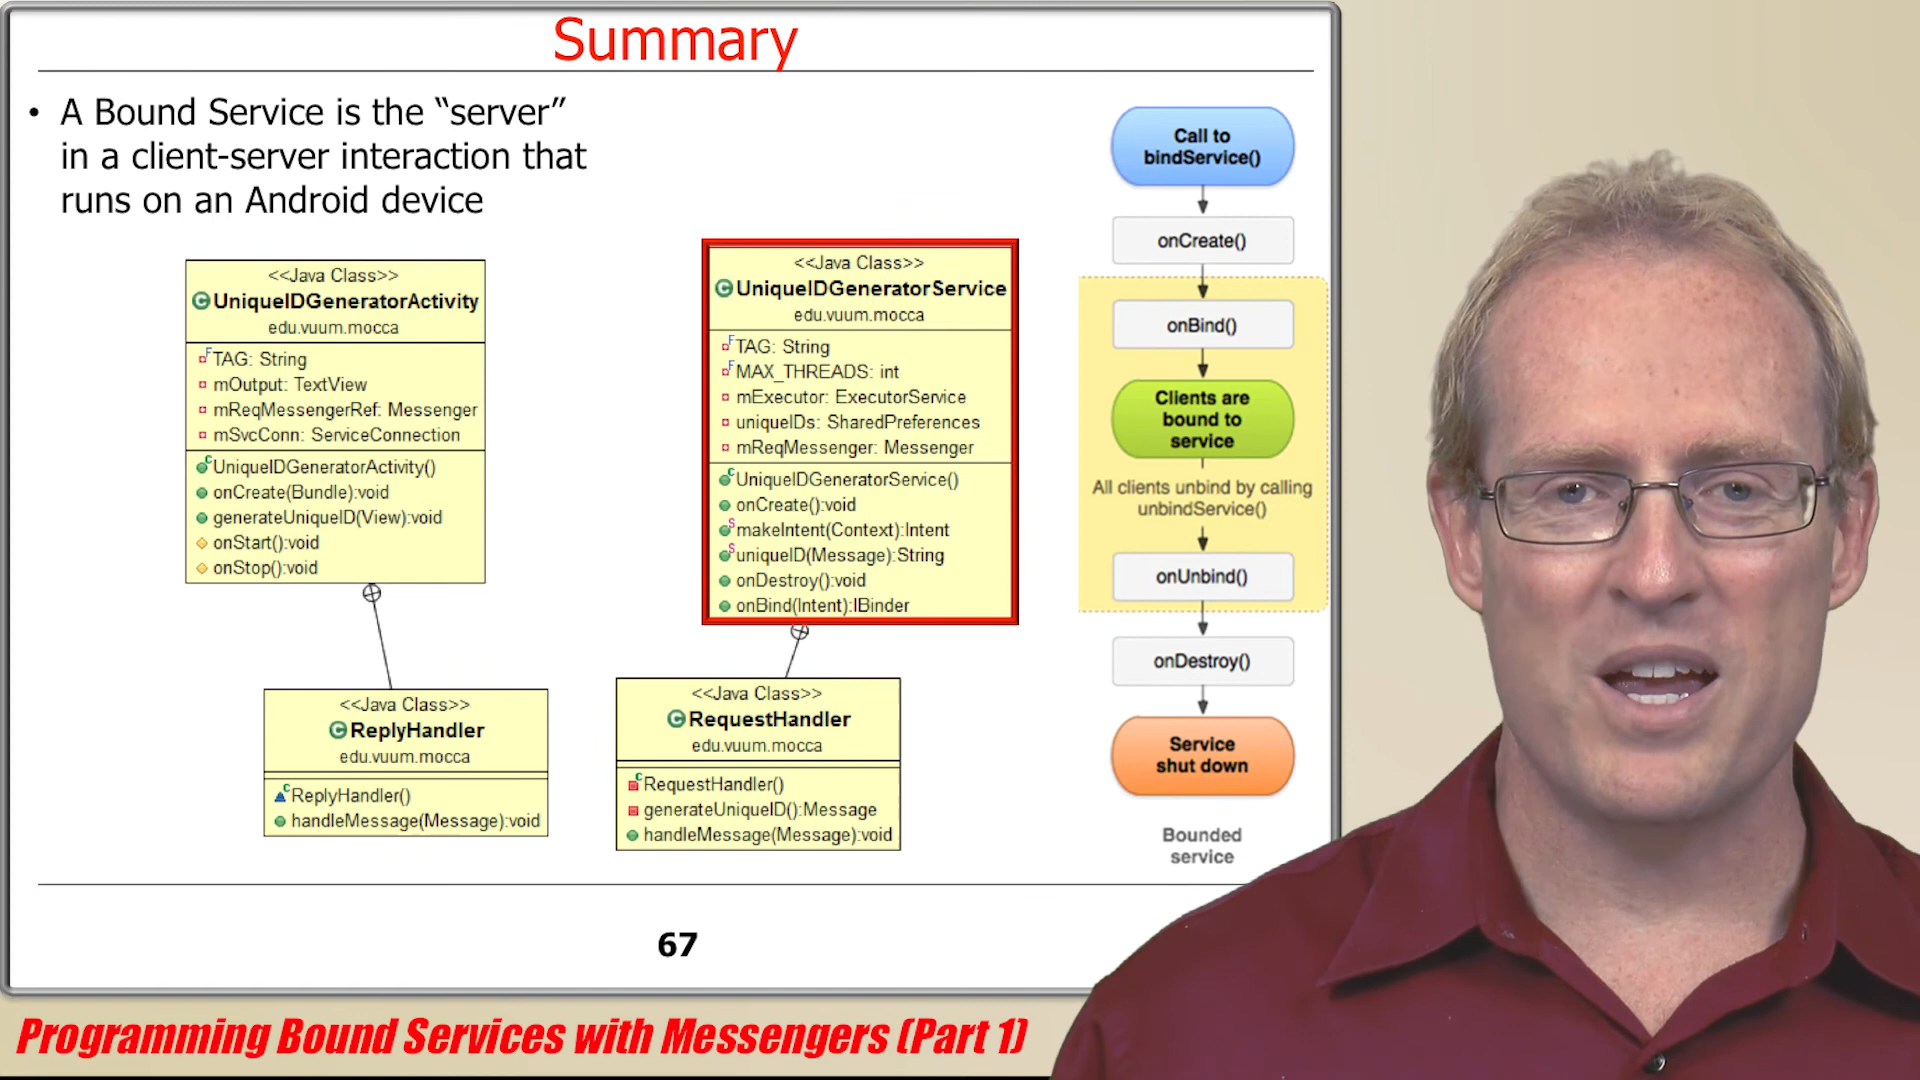 Summary
• A Bound Service is the “server”
in a client-server interaction that
runs on an Android device
<<Java Class>>
UniqueIDGeneratorActivity
edu.vuum.mocca
TAG: String
mOutput: TextView
mReqMessengerRef: Messenger
mSvcConn: ServiceConnection
UniqueIDGeneratorActivity()
onCreate(Bundle):void
generateUniqueID(View):void
onStart():void
onStop():void
<<Java Class>>
ReplyHandler
edu.vuum.mocca
ReplyHandler()
handleMessage(Message):void
<<Java Class>>
UniqueIDGeneratorService
edu.vuum.mocca
TAG: String
MAX_THREADS: int
mExecutor: ExecutorService
uniqueIDs: SharedPreferences
mReqMessenger: Messenger
UniqueIDGeneratorService()
onCreate():void
makeIntent(Context):Intent
uniqueID(Message):String
onDestroy():void
onBind(Intent):IBinder
<<Java Class>>
RequestHandler
edu.vuum.mocca
RequestHandler()
generateUniqueID():Message
handleMessage(Message):void
Call to
bindService()
onCreate()
onBind()
Clients are
bound to
service
All clients unbind by calling
unbindService()
onUnbind()
onDestroy()
Service
shut down
Bounded
service
67
Programming Bound Services with Messengers (Part 1)